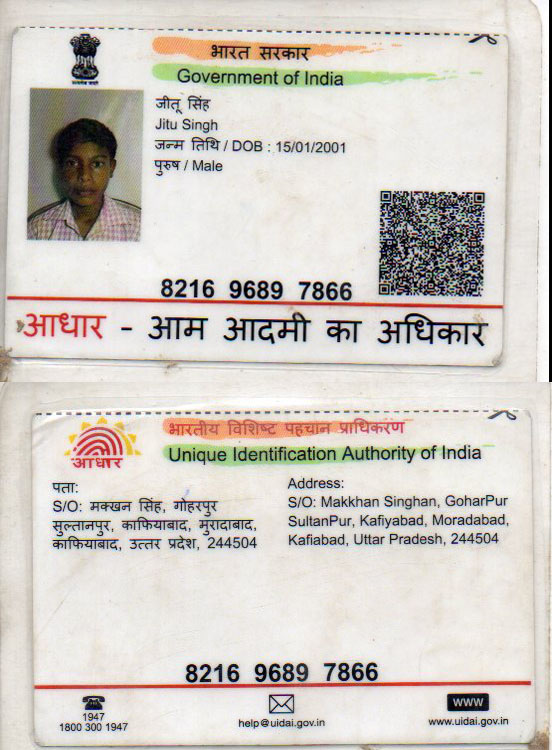 भारत सरकार
Government of India
जीतू सिंह
Jitu Singh
जन्म तिथि / DOB : 15/01/2001
पुरुष / Male
8216 9689 7866
आधार - आम आदमी का अधिकार
भारतीय विशिष्ट पहचान प्राधिकरण
Unique Identification Authority of India
आधार
पता:
S/O: मक्खन सिंह, गोहरपुर
सुल्तानपुर, काफियाबाद, मुरादाबाद,
काफियाबाद, उत्तर प्रदेश, 244504
Address:
S/O: Makkhan Singhan, GoharPur
SultanPur, Kafiyabad, Moradabad,
Kafiabad, Uttar Pradesh, 244504
8216 9689 7866
1947
1800 300 1947
help@uidai.gov.in
www
www.uidai.gov.in